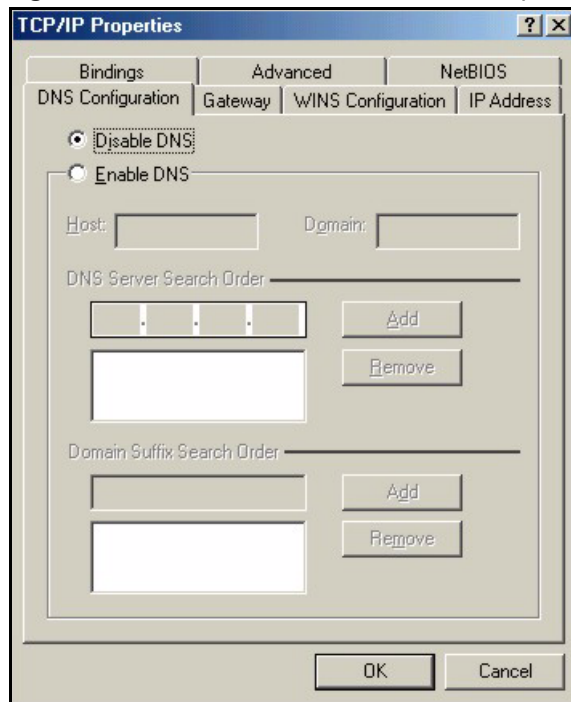 TCP/IP Properties
Bindings Advanced NetBIOS
DNS Configuration Gateway WINS Configuration IP Address
Disable DNS
Enable DNS
Host: Domain:
DNS Server Search Order
Add
Remove
Domain Suffix Search Order
Add
Remove
OK Cancel